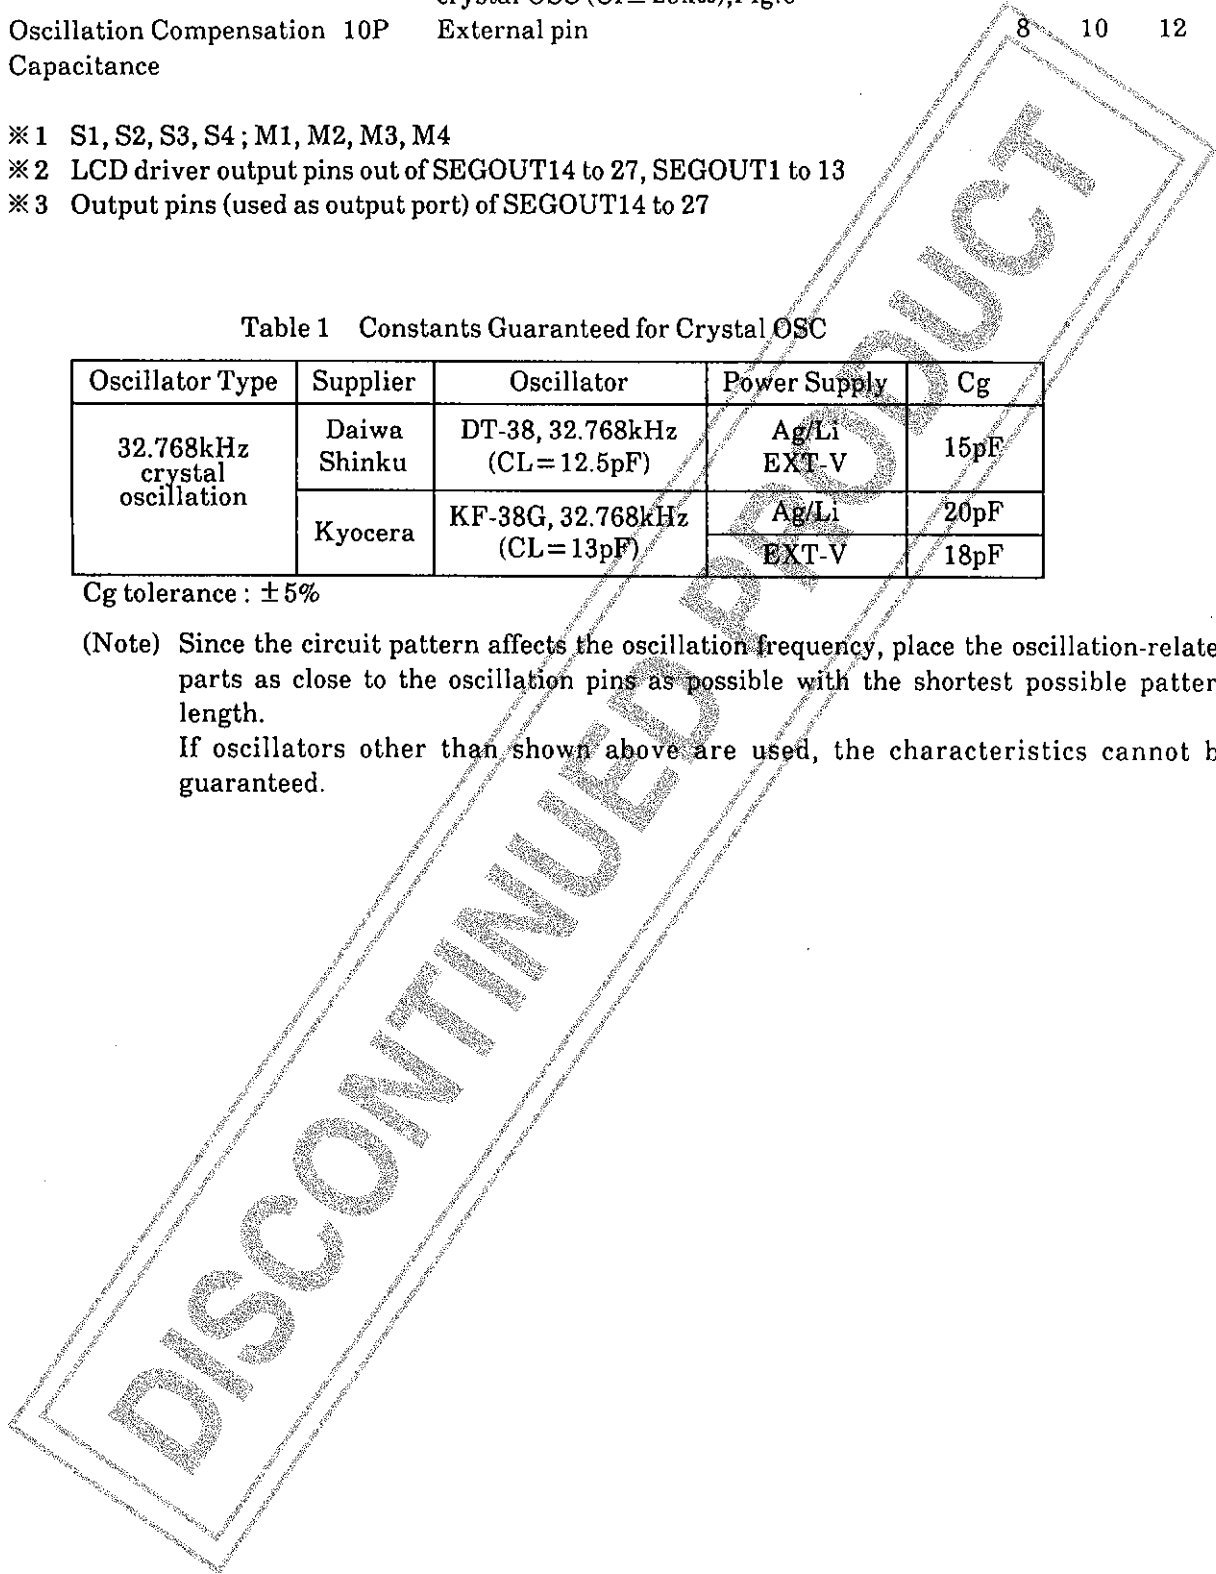 Oscillation Compensation 10P External pin 8 10 12
Capacitance
※1 S1, S2, S3, S4 ; M1, M2, M3, M4
※2 LCD driver output pins out of SEGOUT14 to 27, SEGOUT1 to 13
※3 Output pins (used as output port) of SEGOUT14 to 27
Table 1 Constants Guaranteed for Crystal OSC
Oscillator Type Supplier Oscillator Power Supply Cg
32.768kHz
crystal
oscillation
Daiwa
Shinku
DT-38, 32.768kHz
(CL=12.5pF)
Ag/Li
EXT-V
15pF
Kyocera
KF-38G, 32.768kHz
(CL=13pF)
Ag/Li 20pF
EXT-V 18pF
Cg tolerance : ±5%
(Note) Since the circuit pattern affects the oscillation frequency, place the oscillation-relate
parts as close to the oscillation pins as possible with the shortest possible patter
length.
If oscillators other than shown above are used, the characteristics cannot b
guaranteed.
DISCONTINUED PRODUCT